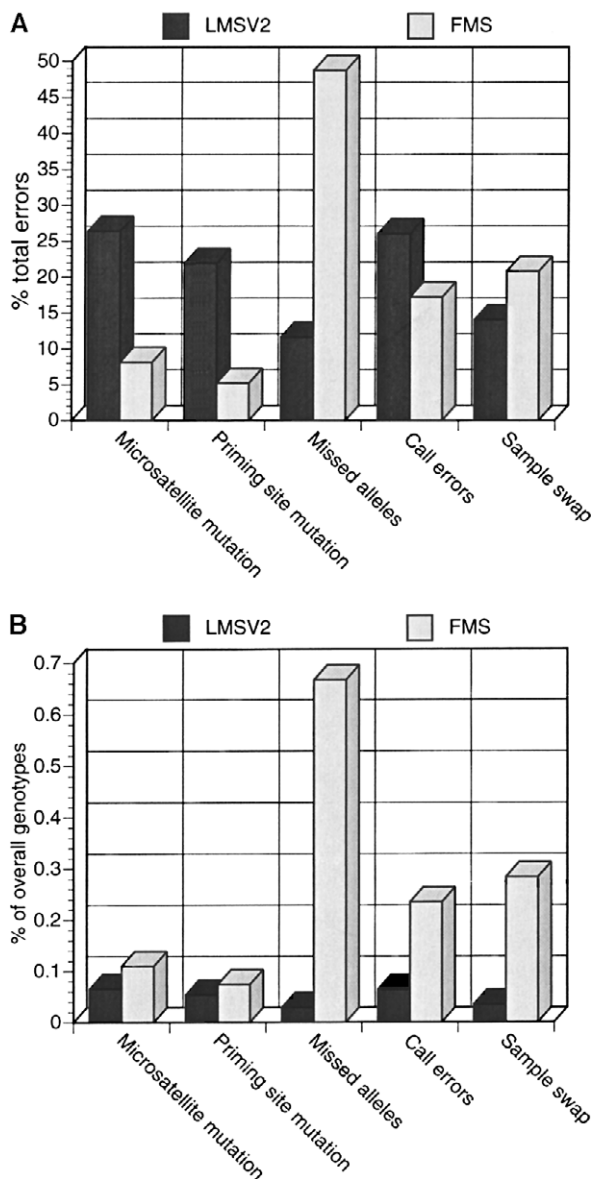 A
LMSV2 FMS
% total errors
50
45
40
35
30
25
20
15
10
5
0
Microsatellite mutation
Priming site mutation
Missed alleles
Call errors
Sample swap
B
LMSV2 FMS
% of overall genotypes
0.7
0.6
0.5
0.4
0.3
0.2
0.1
0
Microsatellite mutation
Priming site mutation
Missed alleles
Call errors
Sample swap